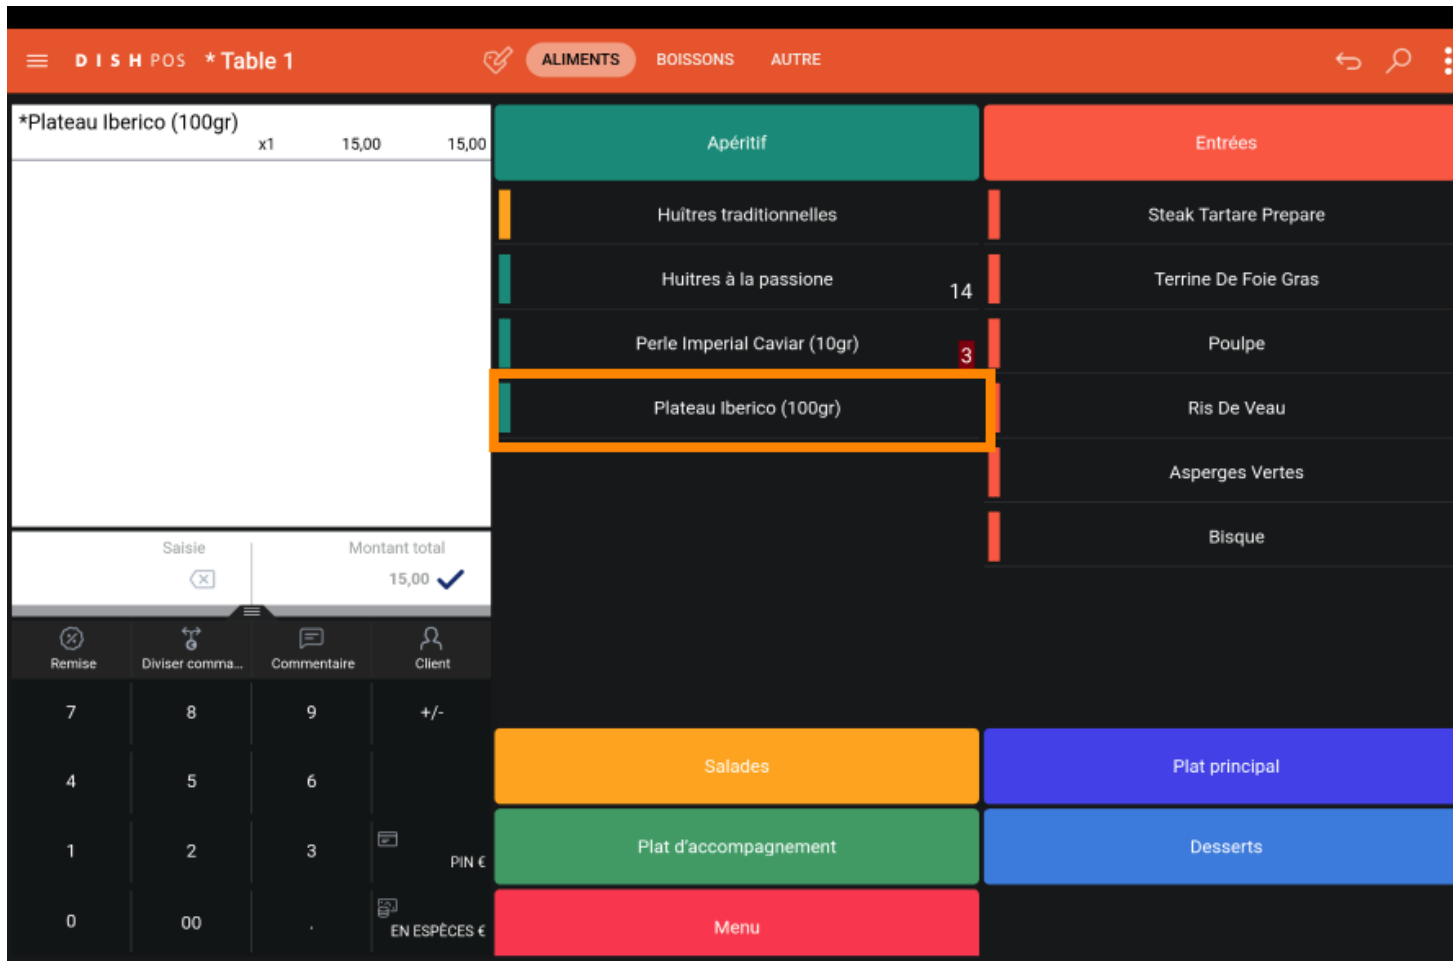 DISH POS * Table 1
ALIMENTS BOISSONS AUTRE
*Plateau Iberico (100gr)
x1 15,00 15,00
Saisie Montant total
15,00
Remise Diviser comma... Commentaire Client
7 8 9 +/-
4 5 6
1 2 3 PIN €
0 00 . EN ESPÈCES €
Apéritif
Huîtres traditionnelles
Huitres à la passione
14
Perle Imperial Caviar (10gr)
3
Plateau Iberico (100gr)
Entrées
Steak Tartare Prepare
Terrine De Foie Gras
Poulpe
Ris De Veau
Asperges Vertes
Bisque
Salades Plat principal
Plat d'accompagnement Desserts
Menu